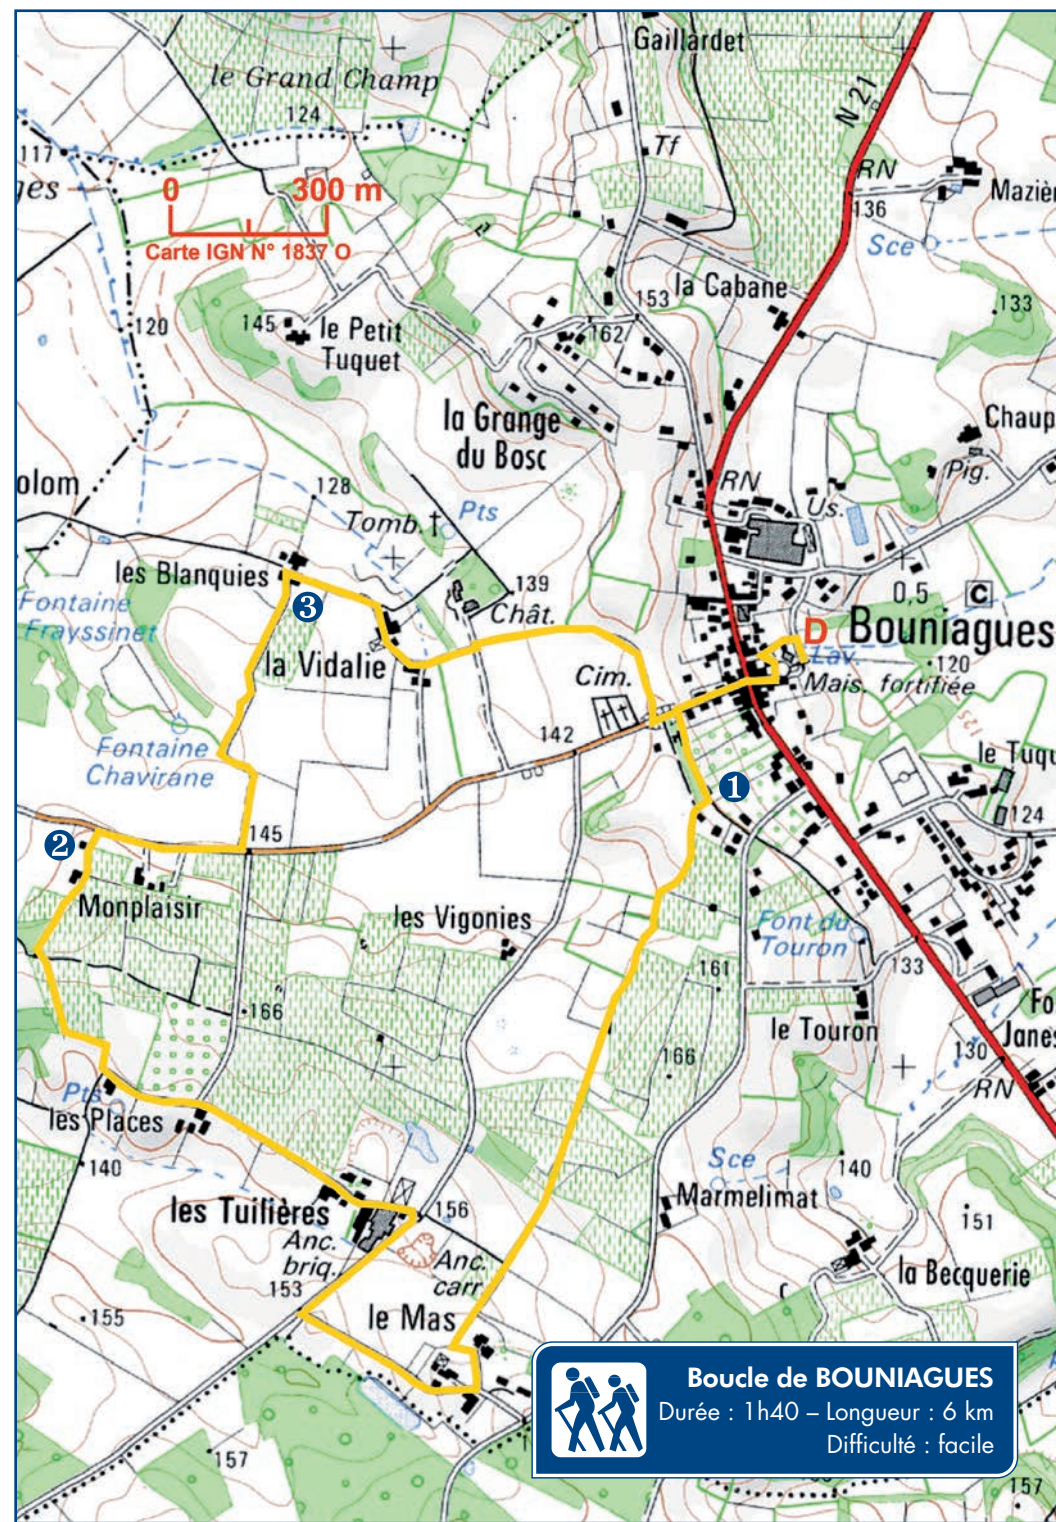 Gaillardet
le Grand Champ
N 21
124
117
Tf
RN
ges
0 300 m
Mazièr
136
Carte IGN N° 1837 O
Sce
la Cabane
153
133
120
145
le Petit
Tuquet
162
la Grange
du Bosc
Chaup
RN
Pig.
olom
128
Us.
Tomb.
Pts
les Blanquies
139
0,5
C
Fontaine
Frayssinet
3
Chât.
D
Bouniagues
Lav.
la Vidalie
120
Cim.
Mais. fortifiée
125
142
Fontaine
Chavirane
le Tuqu
1
124
145
2
Monplaisir
les Vigonies
Font du
Touron
161
133
166
Fo
le Touron
Janes
166
130
RN
Pts
les Places
140
Sce
140
Marmelimat
les Tuilières
156
151
Anc.
briq.
Anc.
carr
la Becquerie
153
c
155
le Mas
Boucle de BOUNIAGUES
Durée : 1h40 – Longueur : 6 km
Difficulté : facile
157
157